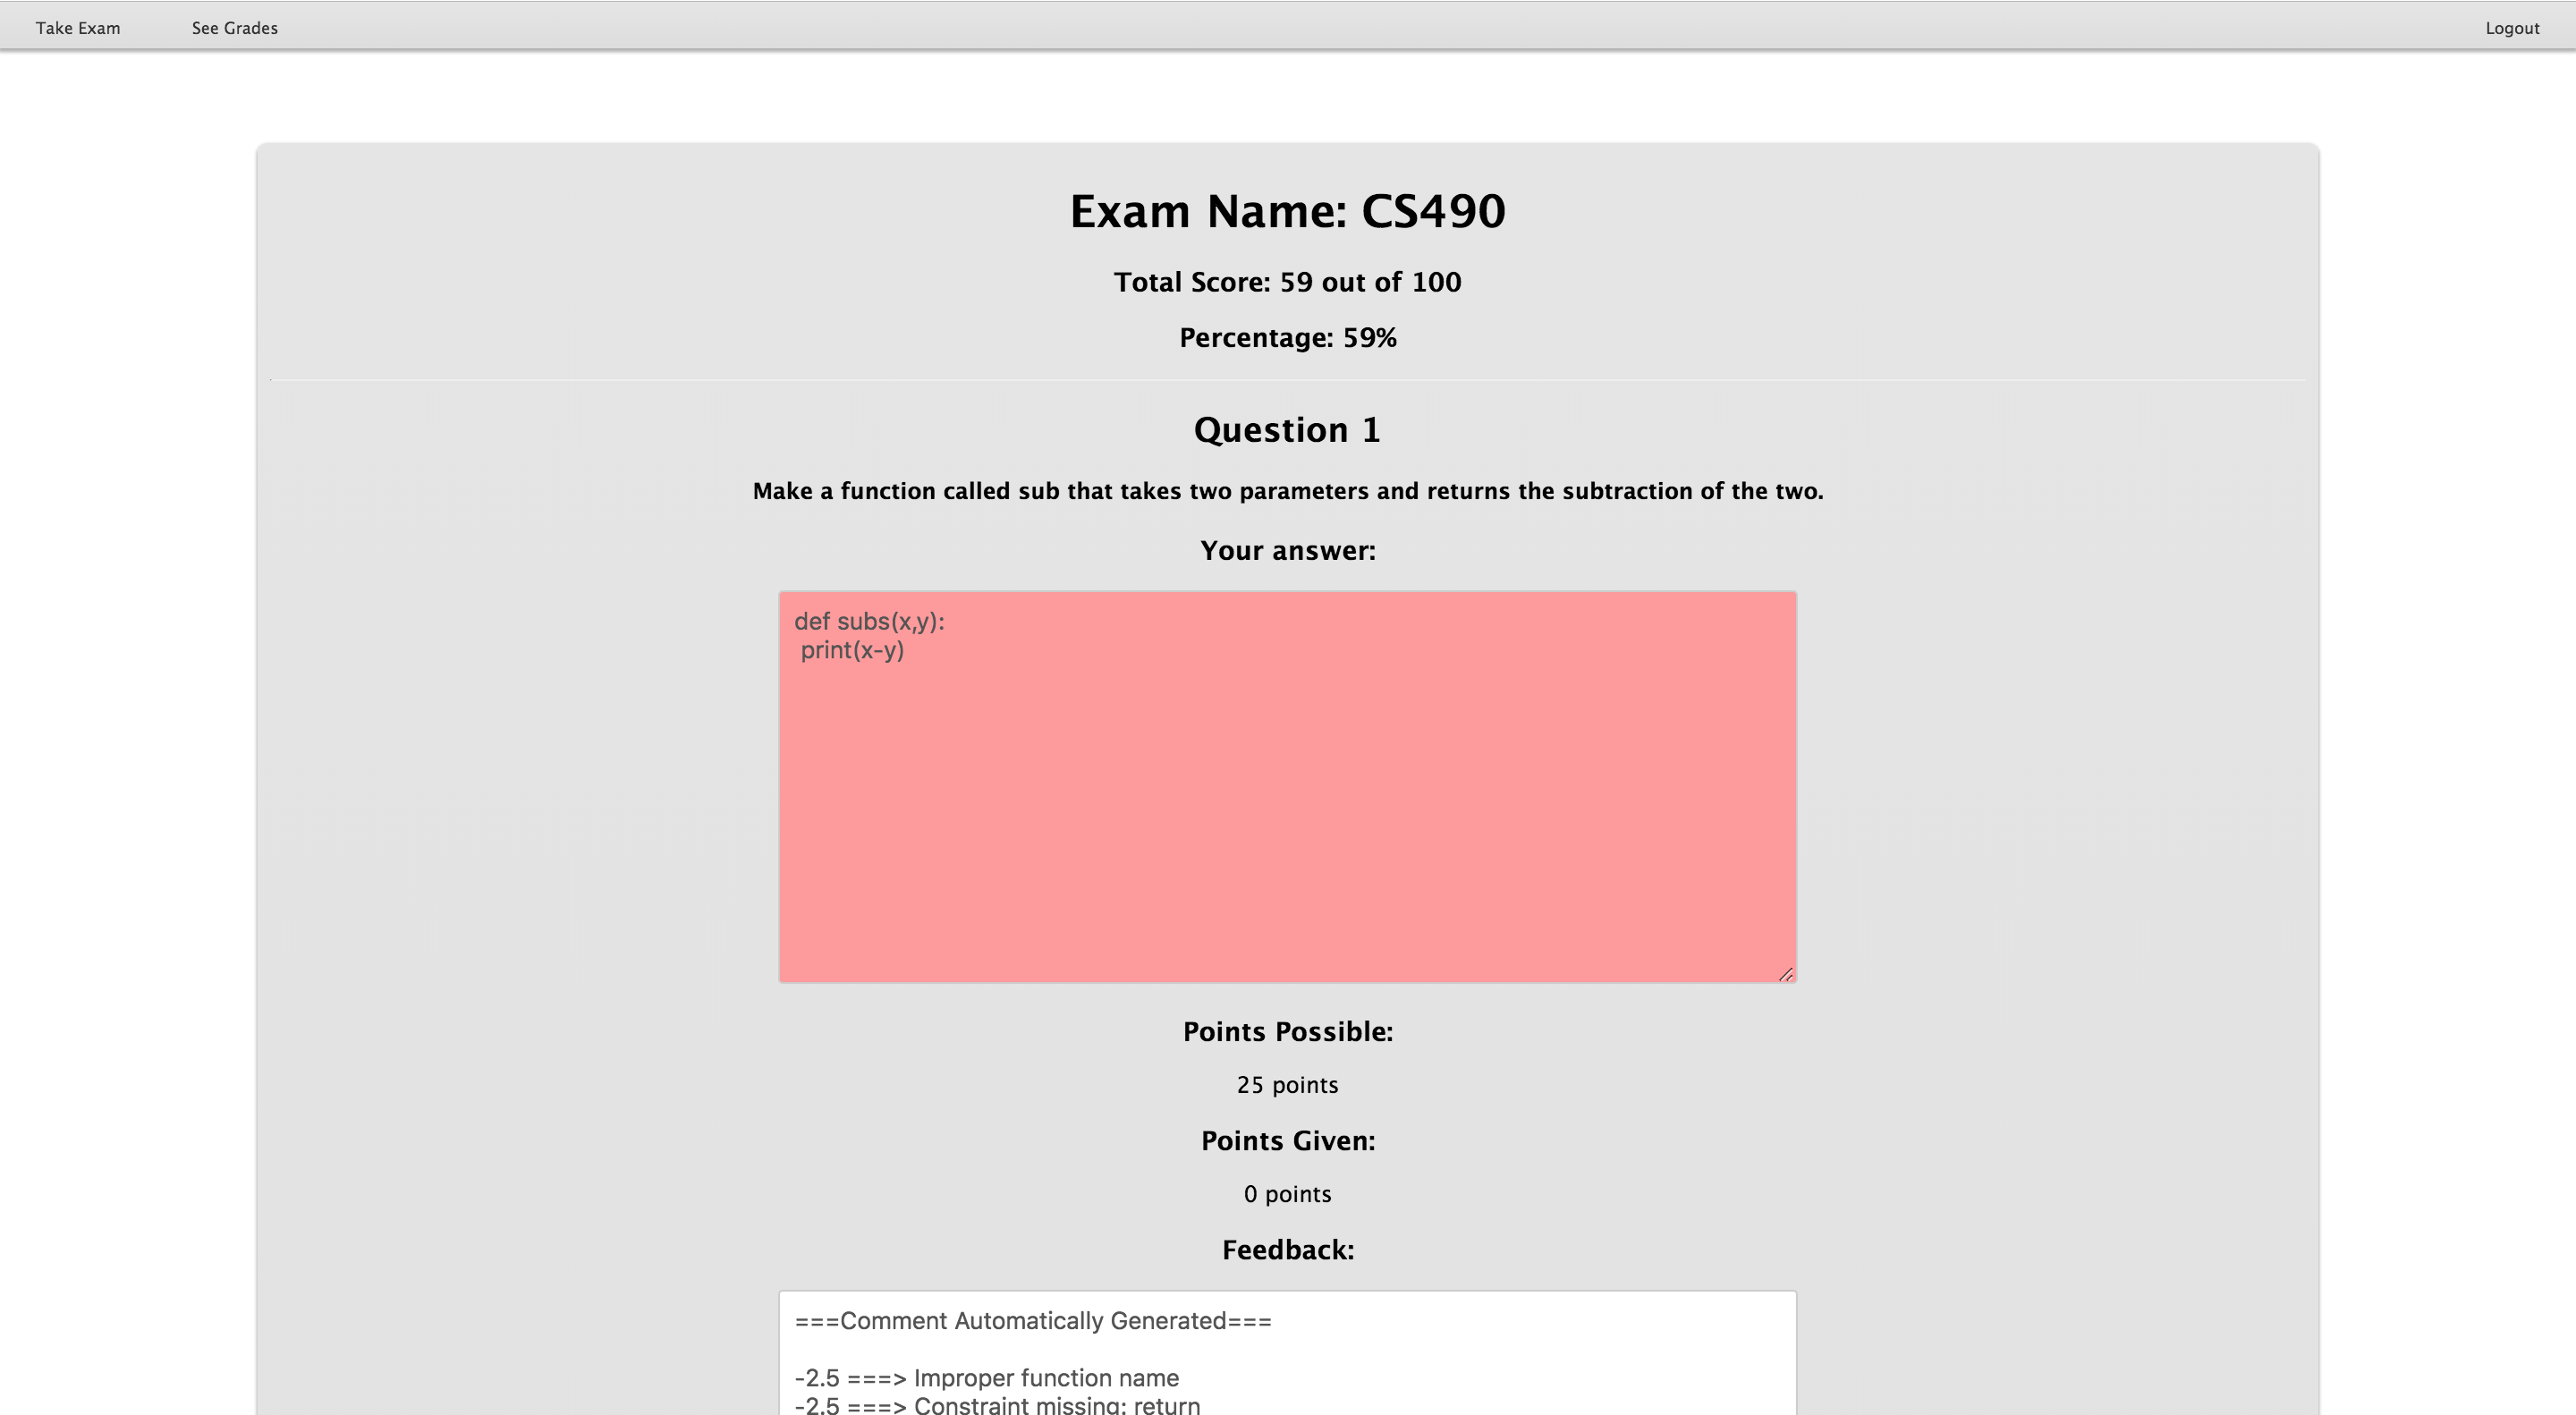 Take Exam See Grades Logout
Exam Name: CS490
Total Score: 59 out of 100
Percentage: 59%
Question 1
Make a function called sub that takes two parameters and returns the subtraction of the two.
Your answer:
def subs(x,y):
 print(x-y)
Points Possible:
25 points
Points Given:
0 points
Feedback:
===Comment Automatically Generated===
-2.5 ===> Improper function name
-2.5 ===> Constraint missing: return